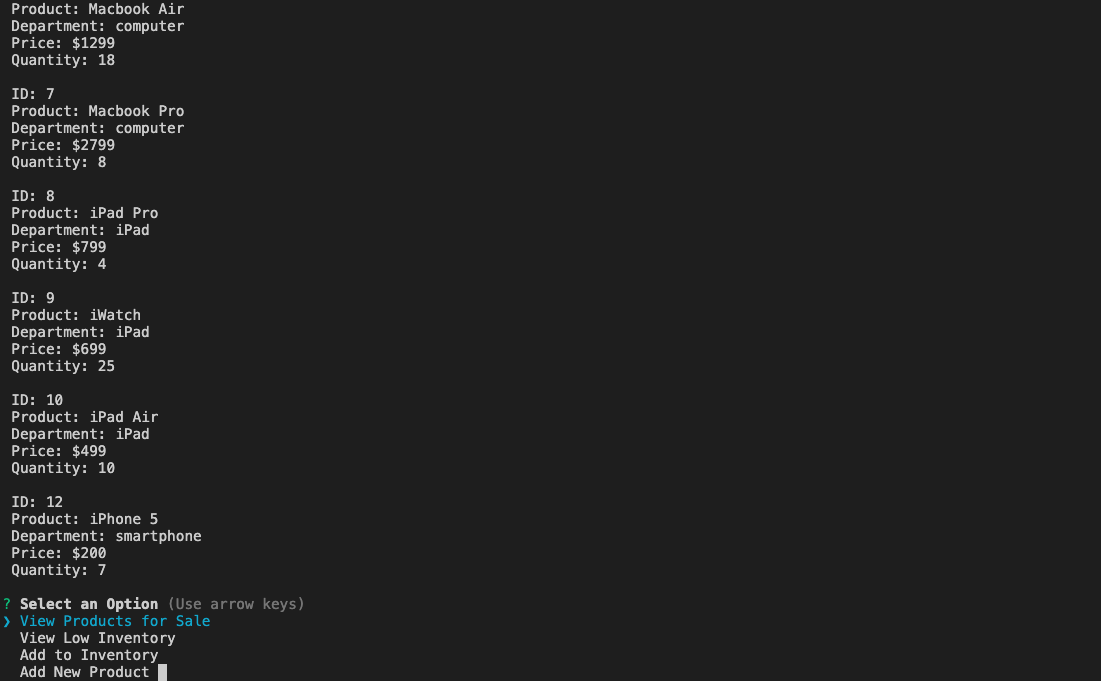 Product: Macbook Air
Department: computer
Price: $1299
Quantity: 18
ID: 7
Product: Macbook Pro
Department: computer
Price: $2799
Quantity: 8
ID: 8
Product: iPad Pro
Department: iPad
Price: $799
Quantity: 4
ID: 9
Product: iWatch
Department: iPad
Price: $699
Quantity: 25
ID: 10
Product: iPad Air
Department: iPad
Price: $499
Quantity: 10
ID: 12
Product: iPhone 5
Department: smartphone
Price: $200
Quantity: 7
? Select an Option (Use arrow keys)
❯ View Products for Sale
View Low Inventory
Add to Inventory
Add New Product